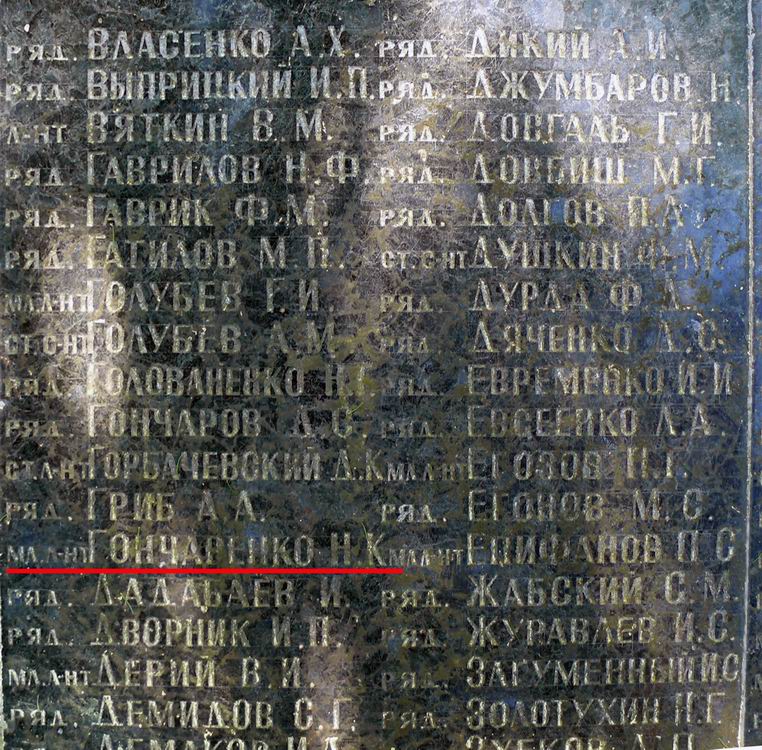 ряд. ВЛАСЕНКО А.Х.
ряд. ВЫПРИЦКИЙ И.П.
Л-НТ ВЯТКИН В.М.
ряд. ГАВРИЛОВ Н.Ф.
ряд. ГАВРИК Ф.М.
ряд. ГАТИЛОВ М.П.
МЛ.Л-НТ ГОЛУБЕВ Г.И.
СТ.С-НТ ГОЛУБЕВ А.М.
ряд. ГОЛОВАНЕНКО
ряд. ГОНЧАРОВ
СТ.Л-НТ ГОРБАЧЕВСКИЙ Д.К.
ряд. ГРИБ А.А.
МЛ.Л-НТ ГОНЧАРЕНКО Н.К.
ряд. ДАДАБАЕВ И.
ряд. ДВОРНИК И.П.
МЛ.Л-НТ ДЕРИЙ В.И.
ряд. ДЕМИДОВ С.Г.
ряд. ДИКИЙ А.И.
ряд. ДЖУМБАРОВ Н.
ряд. ДОВГАЛЬ Г.И.
ряд. ДОВБИШ М.Г.
ряд. ДОЛГОВ
СТ.С-НТ ДУШКИН Ф.М
ряд. ДУРДА Ф.
ряд. ДЯЧЕНКО
ряд. ЕВРЕМЕНКО И.И
ряд. ЕВСЕЕНКО
МЛ.Л-НТ ЕГОЗОВ
ряд. ЕГОНОВ М.С
МЛ.Л-НТ ЕПИФАНОВ П.С
ряд. ЖАБСКИЙ С.М.
ряд. ЖУРАВЛЕВ И.С.
ряд. ЗАГУМЕННЫЙ И.С
ряд. ЗОЛОТУХИН Н.Г.